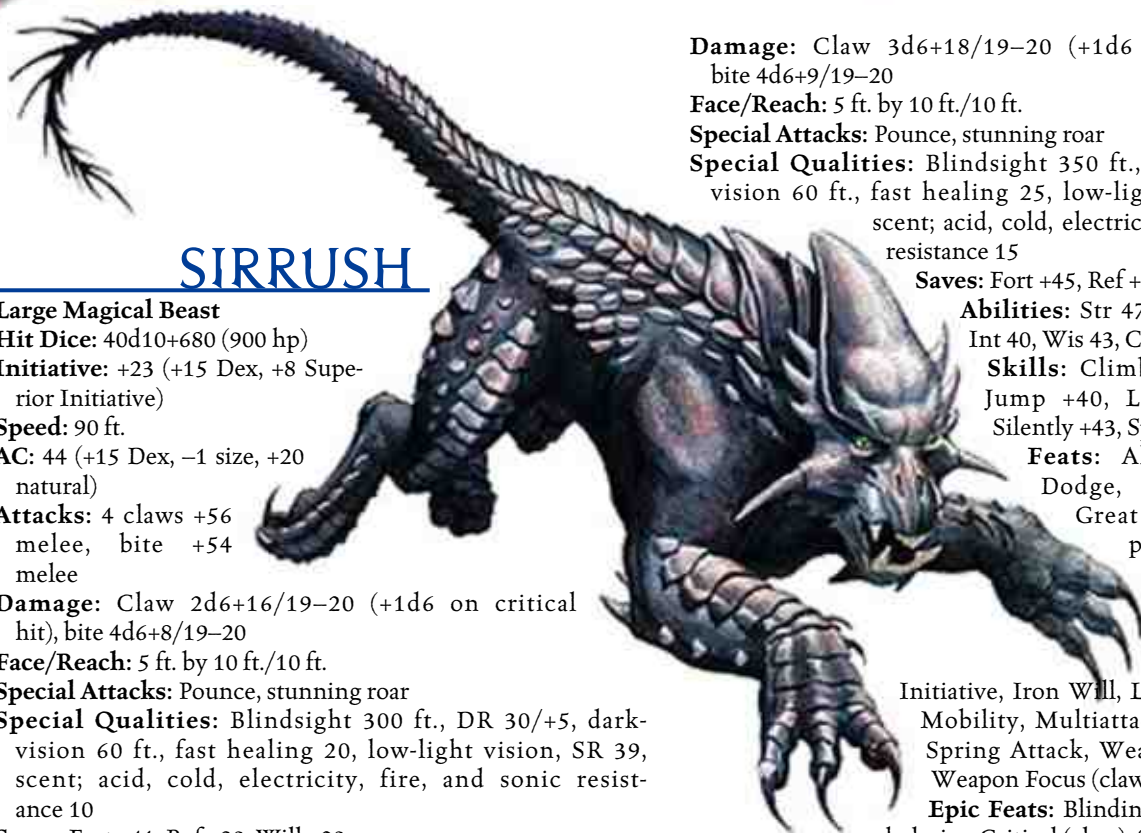 SIRRUSH
Large Magical Beast
Hit Dice: 40d10+680 (900 hp)
Initiative: +23 (+15 Dex, +8 Supe-
rior Initiative)
Speed: 90 ft.
AC: 44 (+15 Dex, –1 size, +20
natural)
Attacks: 4 claws +56
melee, bite +54
melee
Damage: Claw 2d6+16/19–20 (+1d6 on critical
hit), bite 4d6+8/19–20
Face/Reach: 5 ft. by 10 ft./10 ft.
Special Attacks: Pounce, stunning roar
Special Qualities: Blindsight 300 ft., DR 30/+5, dark-
vision 60 ft., fast healing 20, low-light vision, SR 39,
scent; acid, cold, electricity, fire, and sonic resist-
ance 10
Damage: Claw 3d6+18/19–20 (+1d6
bite 4d6+9/19–20
Face/Reach: 5 ft. by 10 ft./10 ft.
Special Attacks: Pounce, stunning roar
Special Qualities: Blindsight 350 ft.,
vision 60 ft., fast healing 25, low-lig
scent; acid, cold, electric
resistance 15
Saves: Fort +45, Ref +
Abilities: Str 47
Int 40, Wis 43, C
Skills: Climb
Jump +40, L
Silently +43, S
Feats: Al
Dodge,
Great
p
Initiative, Iron Will, L
Mobility, Multiatta
Spring Attack, Wea
Weapon Focus (claw
Epic Feats: Blindin